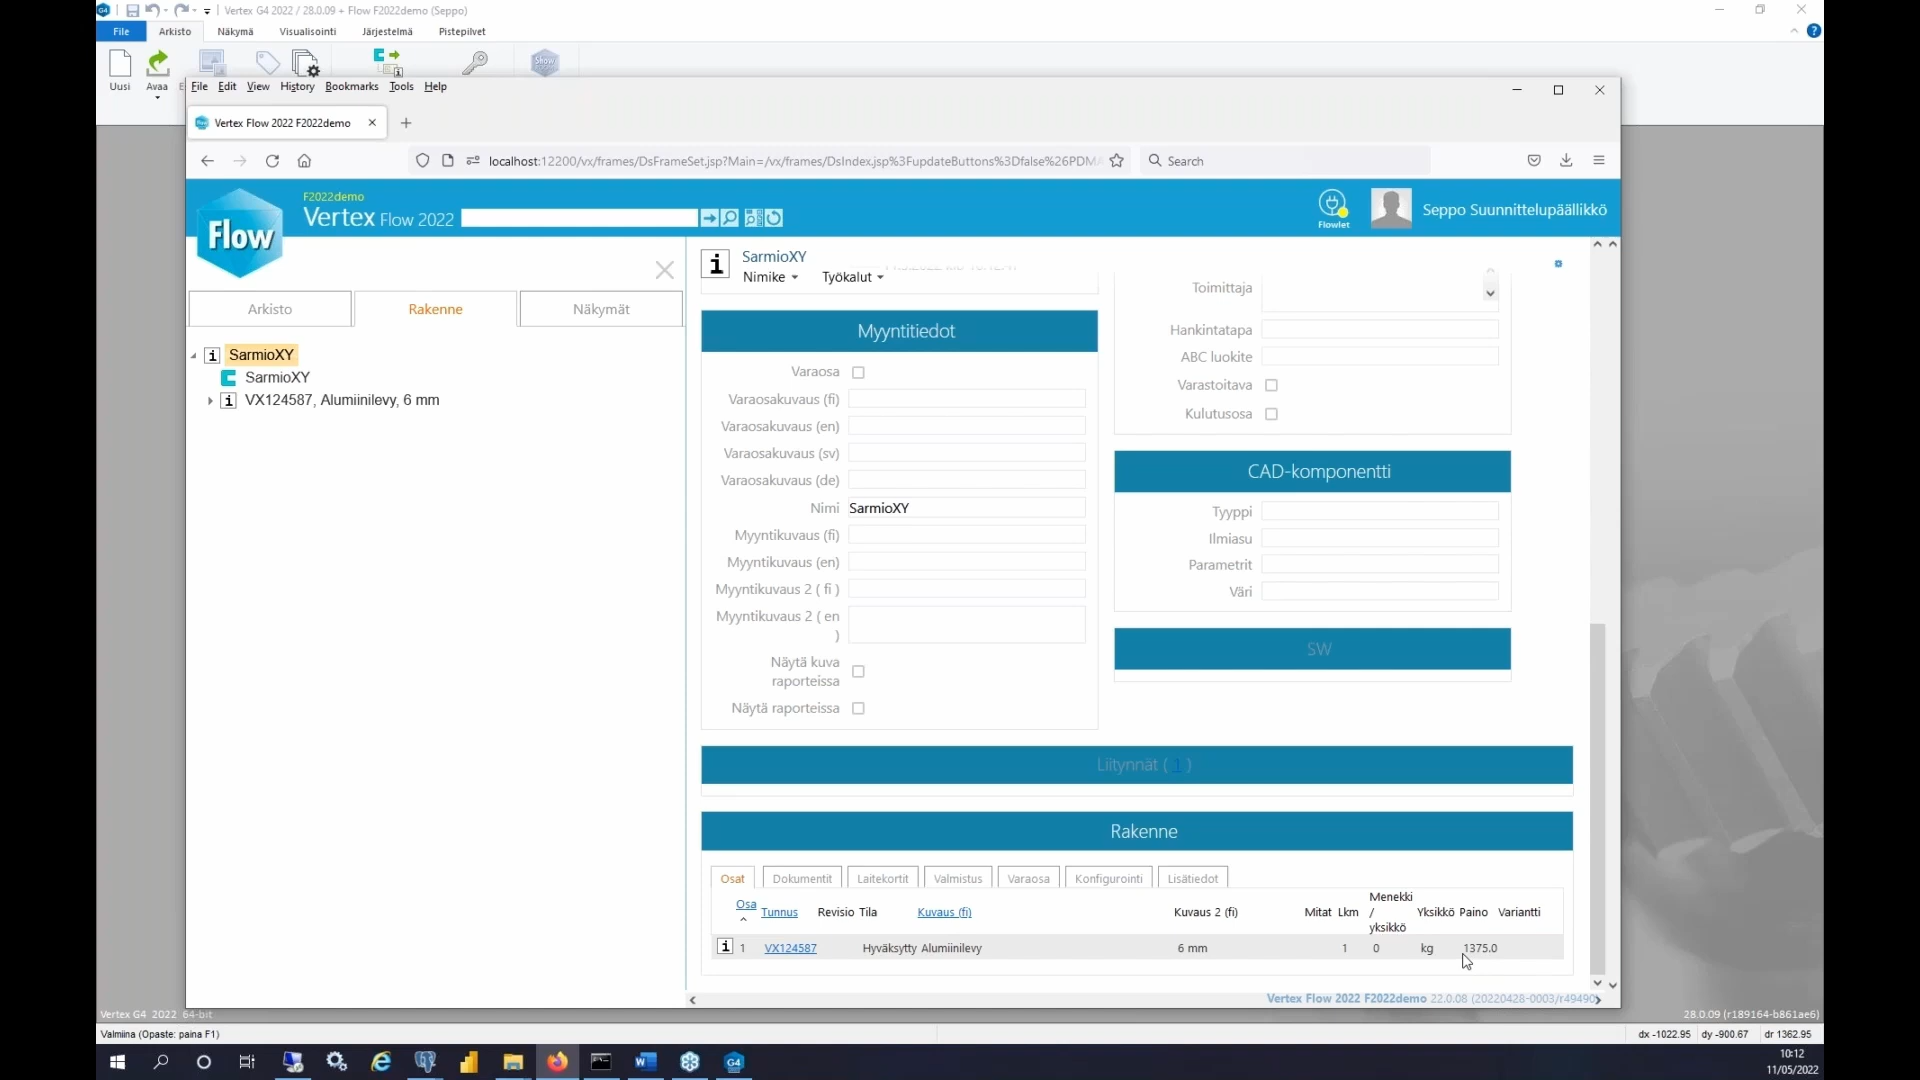 Vertex G4 2022 / 28.0.09 + Flow F2022demo (Seppo)
File Arkisto Näkymä Visualisointi Järjestelmä Pistepilvet
Show
Uusi Avaa
File Edit View History Bookmarks Tools Help
Vertex Flow 2022 F2022demo
localhost:12200/vx/frames/DsFrameSet.jsp?Main=/vx/frames/DsIndex.jsp%3FupdateButtons%3Dfalse%26PDMA
Search
F2022demo
Vertex Flow 2022
Flow
Flowlet
Seppo Suunnittelupäällikkö
SarmioXY
Nimike Työkalut
Arkisto Rakenne Näkymät
SarmioXY
SarmioXY
VX124587, Alumiinilevy, 6 mm
Myyntitiedot
Varaosa
Varaosakuvaus (fi)
Varaosakuvaus (en)
Varaosakuvaus (sv)
Varaosakuvaus (de)
Nimi SarmioXY
Myyntikuvaus (fi)
Myyntikuvaus (en)
Myyntikuvaus 2 ( fi )
Myyntikuvaus 2 ( en
)
Näytä kuva
raporteissa
Näytä raporteissa
Toimittaja
Hankintatapa
ABC luokite
Varastoitava
Kulutusosa
CAD-komponentti
Tyyppi
Ilmiasu
Parametrit
Väri
SW
Liitynnät ( 1 )
Rakenne
Osat Dokumentit Laitekortit Valmistus Varaosa Konfigurointi Lisätiedot
Osa Tunnus Revisio Tila Kuvaus (fi) Kuvaus 2 (fi) Mitat Lkm Menekki / yksikkö Yksikkö Paino Variantti
1 VX124587 Hyväksytty Alumiinilevy 6 mm 1 0 kg 1375.0
Vertex Flow 2022 F2022demo 22.0.08 (20220428-0003/r49490
Vertex G4 2022 64-bit
28.0.09 (r189164-b861ae6)
Valmiina (Opaste: paina F1)
dx -1022.95 dy -900.67 dr 1362.95
G4
10:12
11/05/2022